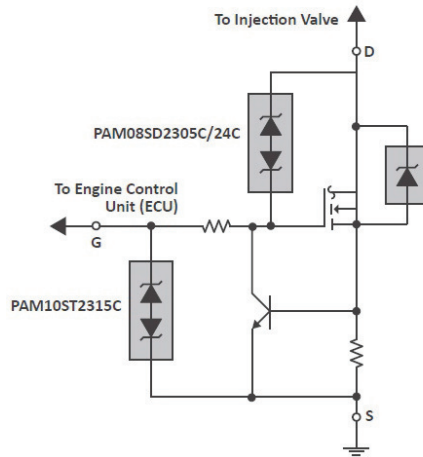 To Injection Valve
D
PAM08SD2305C/24C
To Engine Control
Unit (ECU)
G
PAM10ST2315C
S